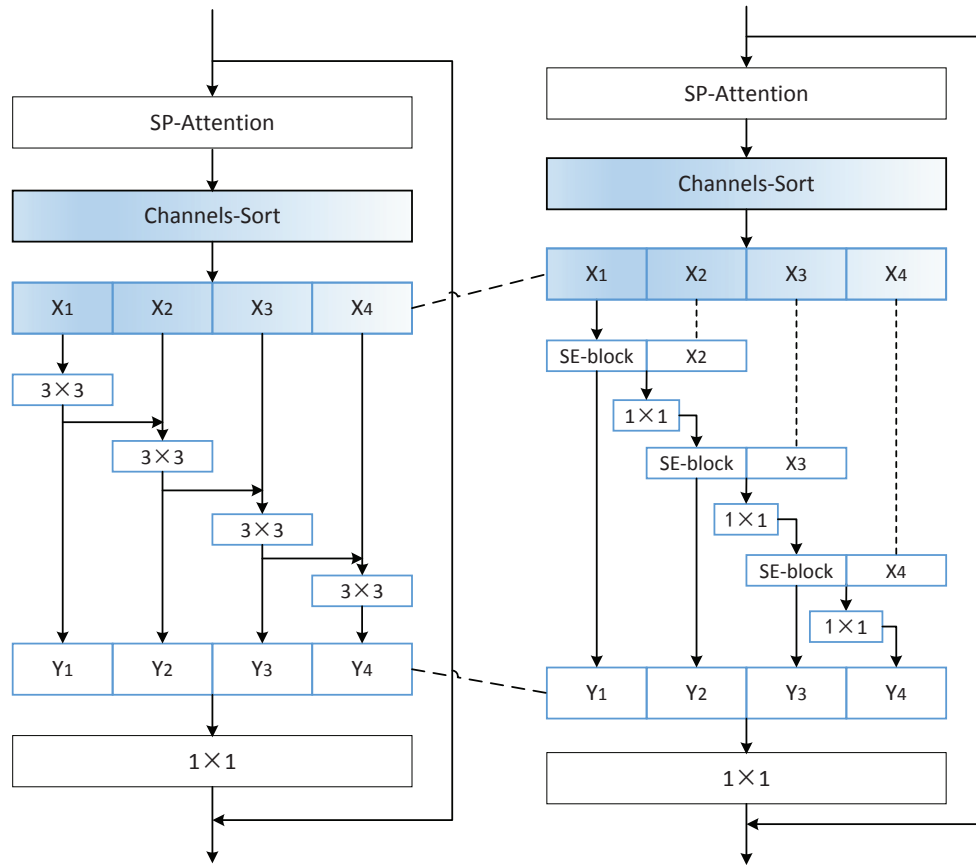 SP-Attention
Channels-Sort
X1 X2 X3 X4
3×3
3×3
3×3
3×3
Y1 Y2 Y3 Y4
1×1
SP-Attention
Channels-Sort
X1 X2 X3 X4
SE-block X2
1×1
SE-block X3
1×1
SE-block X4
1×1
Y1 Y2 Y3 Y4
1×1